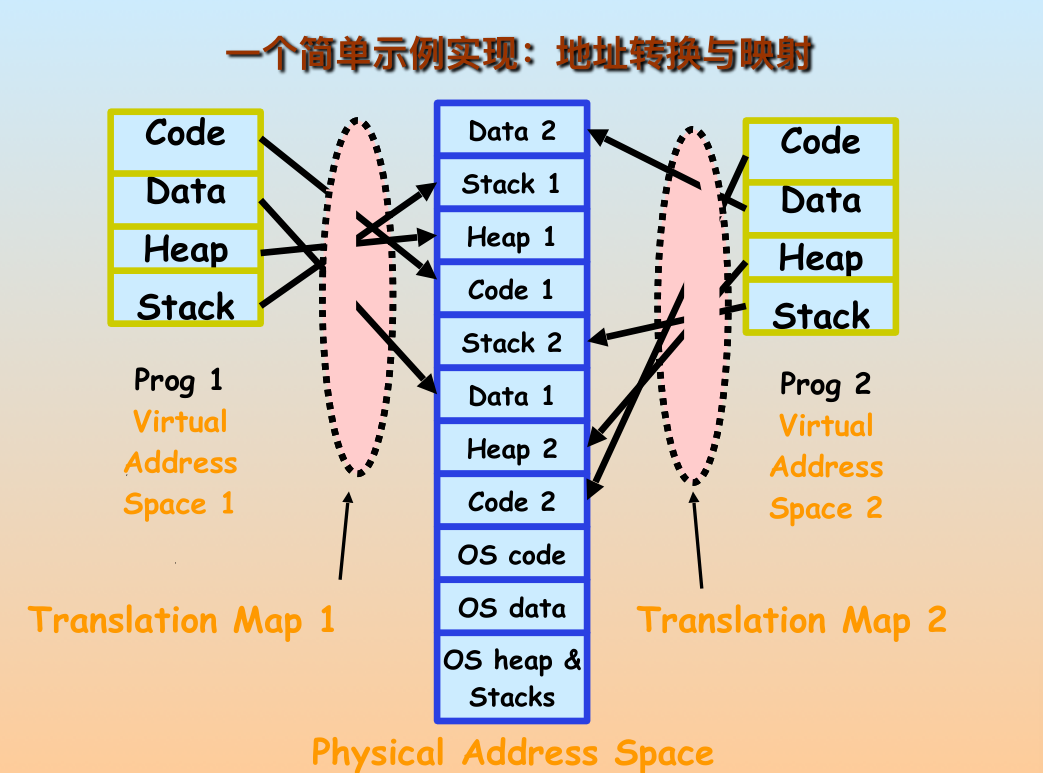 一个简单示例实现：地址转换与映射
Code
Data
Heap
Stack
Prog 1
Virtual
Address
Space 1
Translation Map 1
Data 2
Stack 1
Heap 1
Code 1
Stack 2
Data 1
Heap 2
Code 2
OS code
OS data
OS heap &
Stacks
Physical Address Space
Code
Data
Heap
Stack
Prog 2
Virtual
Address
Space 2
Translation Map 2